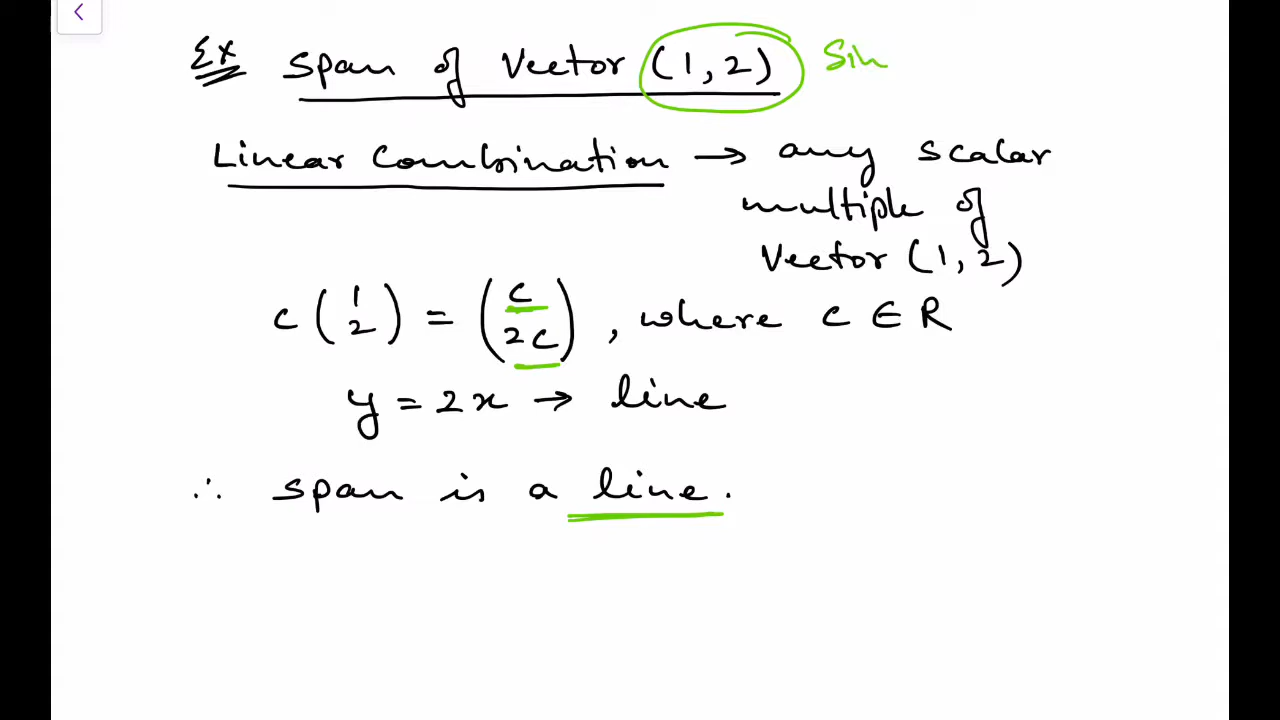 Ex Span of Vector (1,2) Sin
Linear Combination → any scalar
multiple of
Vector (1,2)
c (1 2) = (c 2c), where c ∈ R
y = 2x → line
∴ span is a line.